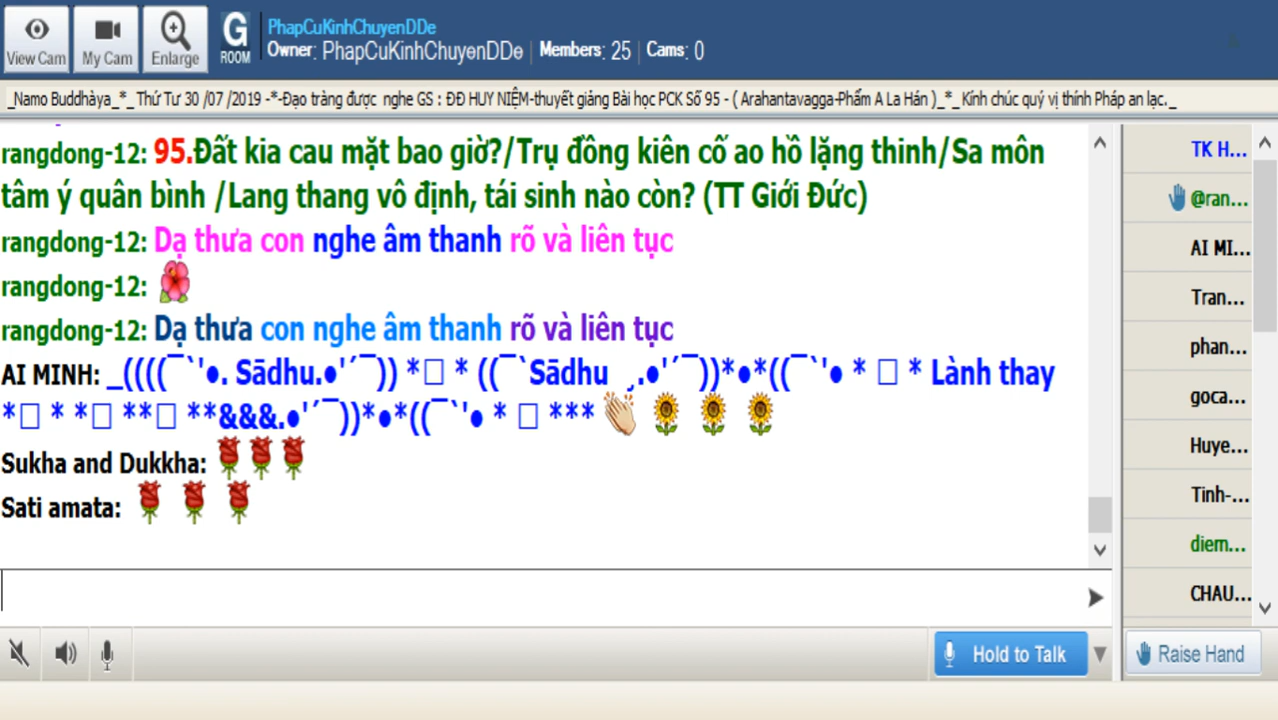 View Cam
My Cam
Enlarge
G
ROOM
PhapCuKinhChuyenDDe
Owner: PhapCuKinhChuyenDDe | Members: 25 | Cams: 0
_Namo Buddhàya_*_ Thứ Tư 30 /07 /2019 -*-Đạo tràng được nghe GS : ĐĐ HUY NIỆM-thuyết giảng Bài học PCK Số 95 - ( Arahantavagga-Phẩm A La Hán )_*_ Kính chúc quý vị thính Pháp an lạc._
rangdong-12: 95.Đất kia cau mặt bao giờ?/Trụ đồng kiên cố ao hồ lặng thinh/Sa môn
tâm ý quân bình /Lang thang vô định, tái sinh nào còn? (TT Giới Đức)
rangdong-12: Dạ thưa con nghe âm thanh rõ và liên tục
rangdong-12:
rangdong-12: Dạ thưa con nghe âm thanh rõ và liên tục
AI MINH: _((((¯`'●. Sādhu.●'´¯)) *□ * ((¯`Sādhu ¸.●'´¯))*●*((¯`'● * □ * Lành thay
*□ * *□ **□ **&&&.●'´¯))*●*((¯`'● * □ ***
Sukha and Dukkha:
Sati amata:
TK H...
@ran...
AI MI...
Tran...
phan...
goca...
Huye...
Tinh-...
diem...
CHAU...
Hold to Talk
Raise Hand